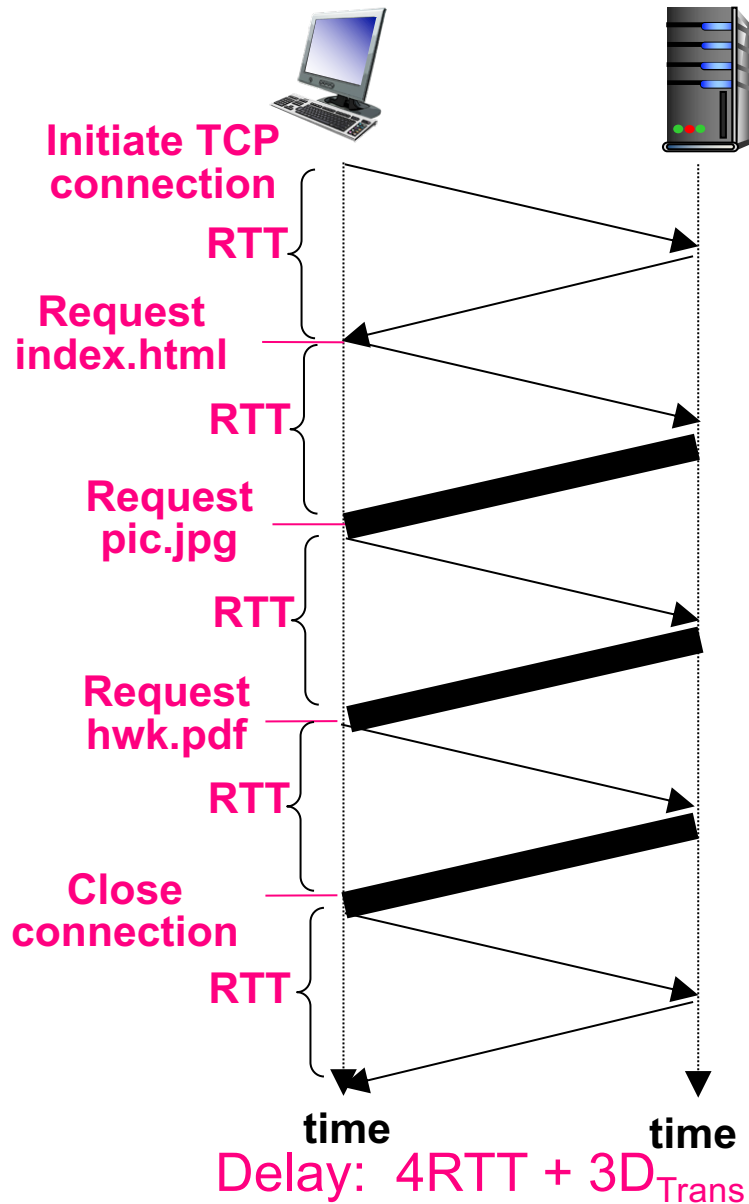 Initiate TCP
connection
RTT
Request
index.html
RTT
Request
pic.jpg
RTT
Request
hwk.pdf
RTT
Close
connection
RTT
time
time
Delay: 4RTT + 3D_Trans